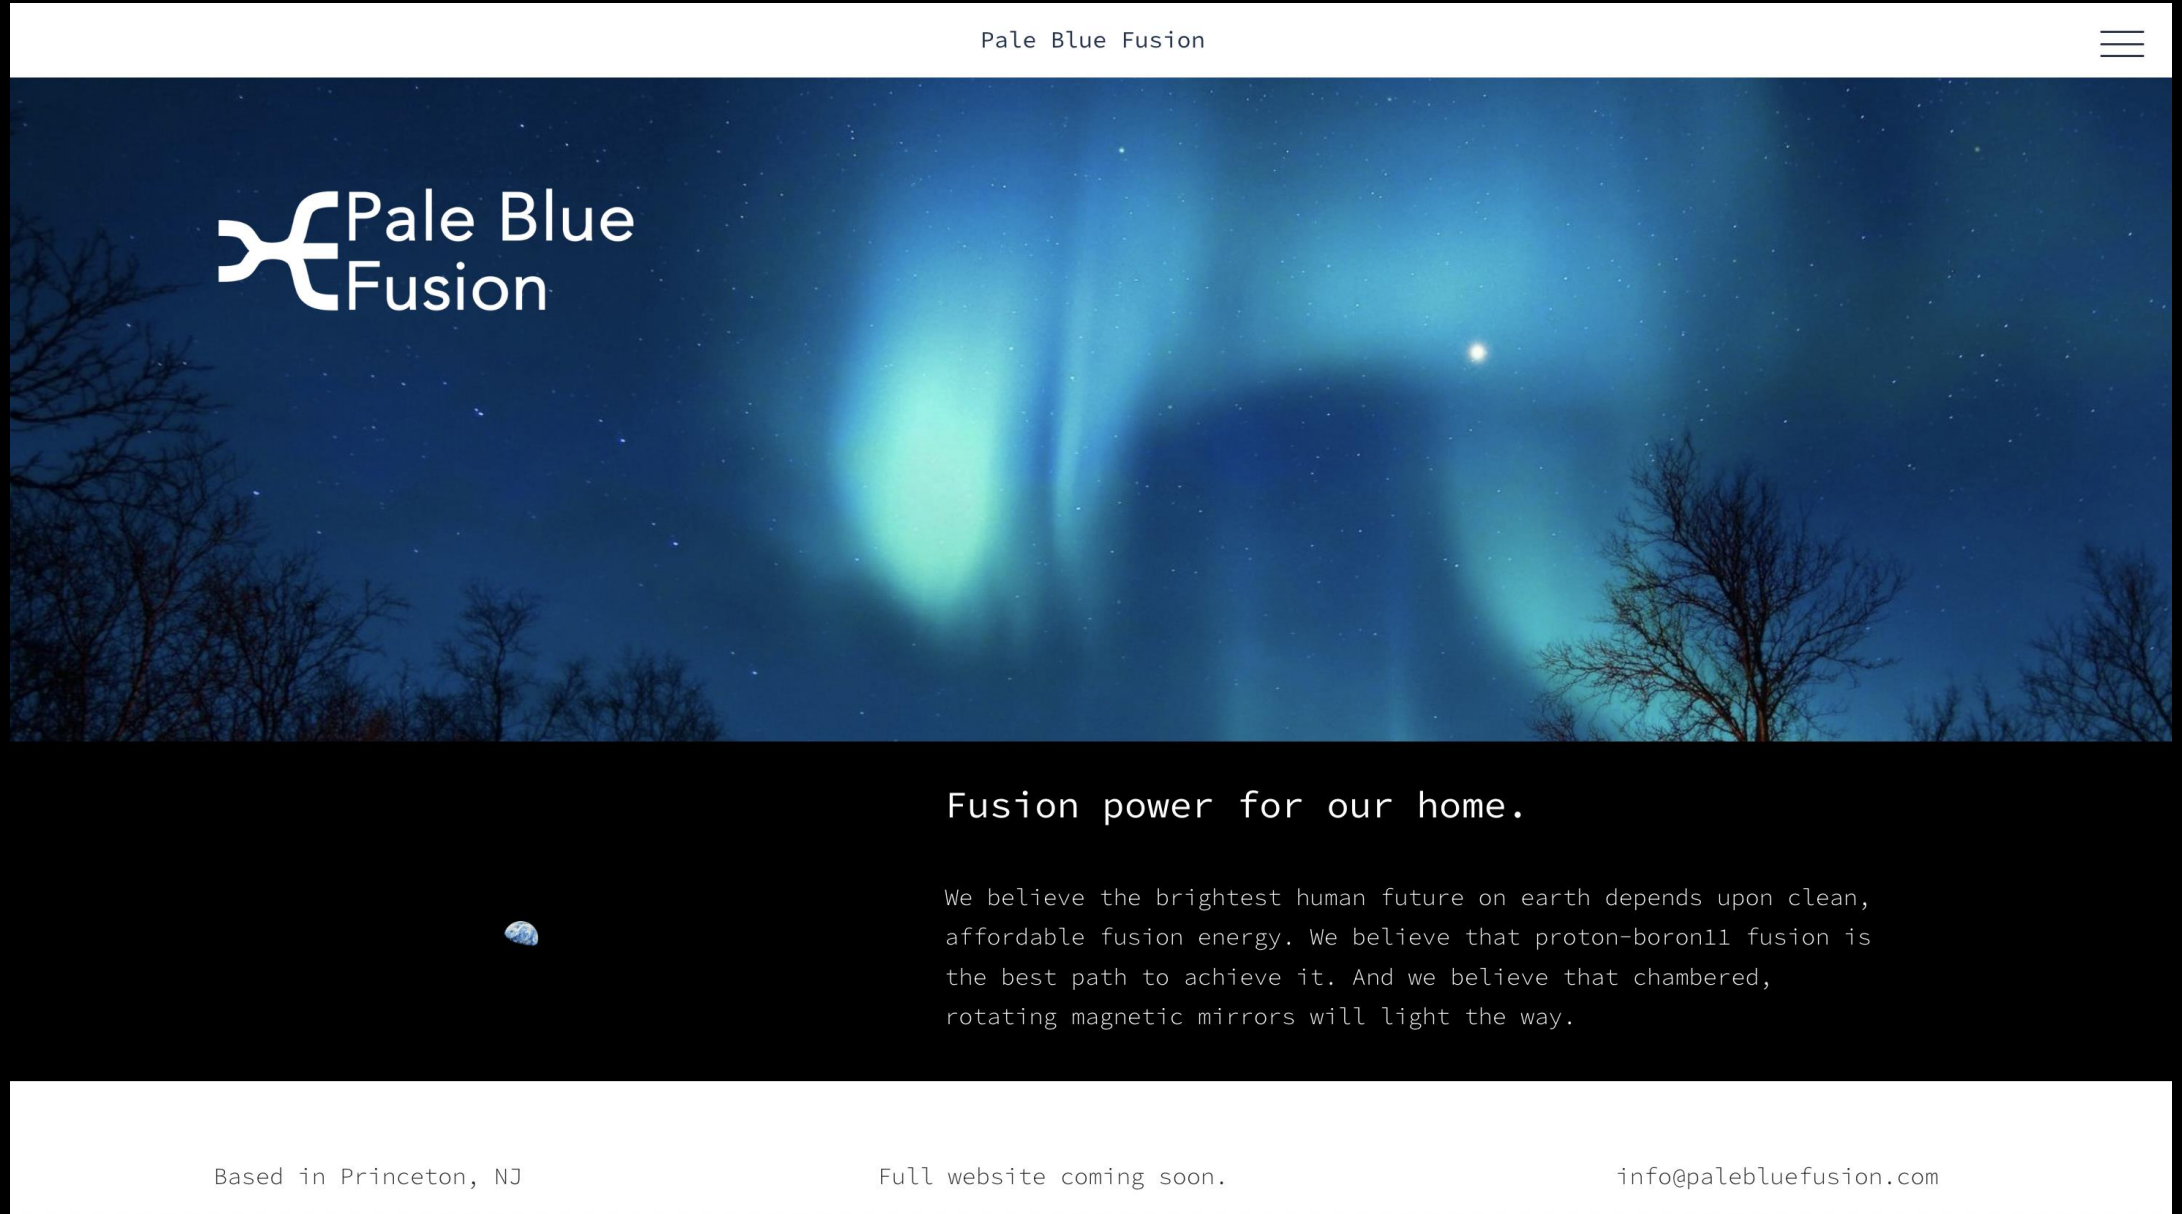 Pale Blue Fusion
Pale Blue
Fusion
Fusion power for our home.
We believe the brightest human future on earth depends upon clean,
affordable fusion energy. We believe that proton-boron11 fusion is
the best path to achieve it. And we believe that chambered,
rotating magnetic mirrors will light the way.
Based in Princeton, NJ
Full website coming soon.
info@palebluefusion.com